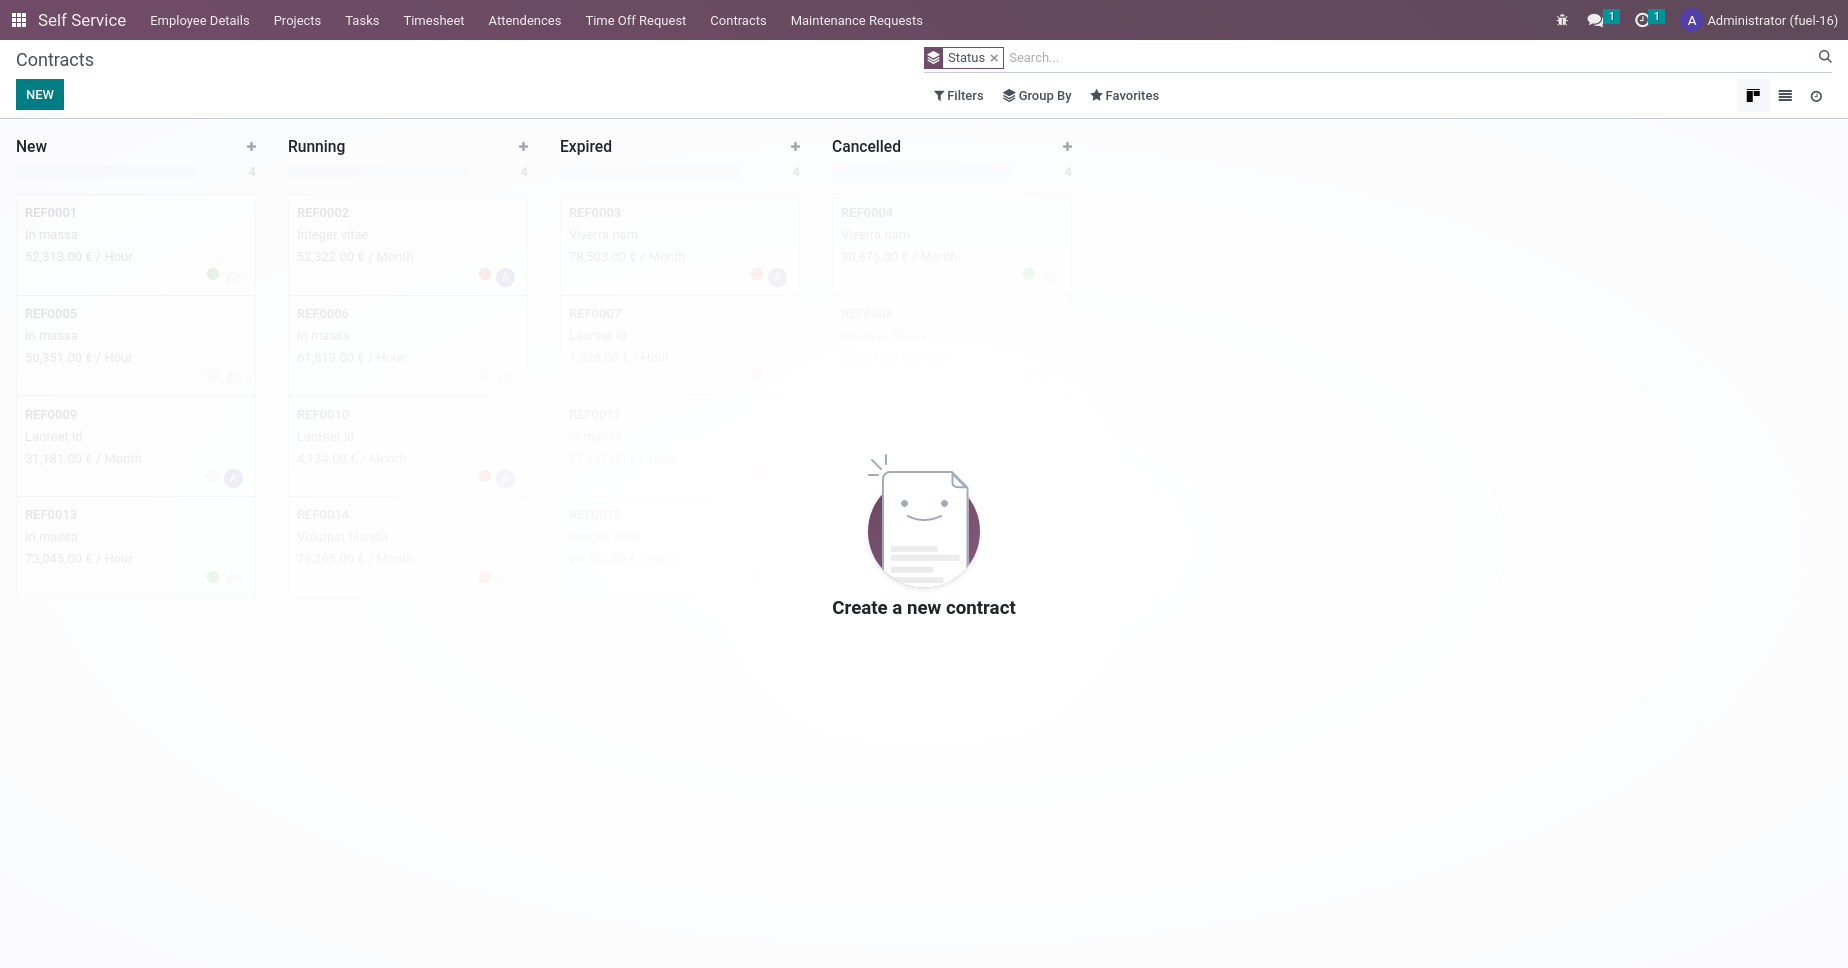 Self Service Employee Details Projects Tasks Timesheet Attendences Time Off Request Contracts Maintenance Requests 1 1 A Administrator (fuel-16)
Contracts
Status × Search...
NEW
Filters Group By Favorites
New + Running + Expired + Cancelled +
4 4 4 4
REF0001 REF0002 REF0003 REF0004
In massa Integer vitae Viverra nam Viverra nam
52,313.00 € / Hour 52,322.00 € / Month 78,503.00 € / Month 80,876.00 € / Month
A A
REF0005 REF0006 REF0007 REF0008
In massa In massa Laoreet id
50,351.00 € / Hour 61,613.00 € / Hour 1,526.00 € / Hour
REF0009 REF0010 REF0011
Laoreet id Laoreet id In massa
31,181.00 € / Month 4,134.00 € / Month 97,637.00 € / Hour
A A
REF0013 REF0014 REF0015
In massa Volutpat blandit Integer vitae
73,045.00 € / Hour 76,265.00 € / Month
Create a new contract